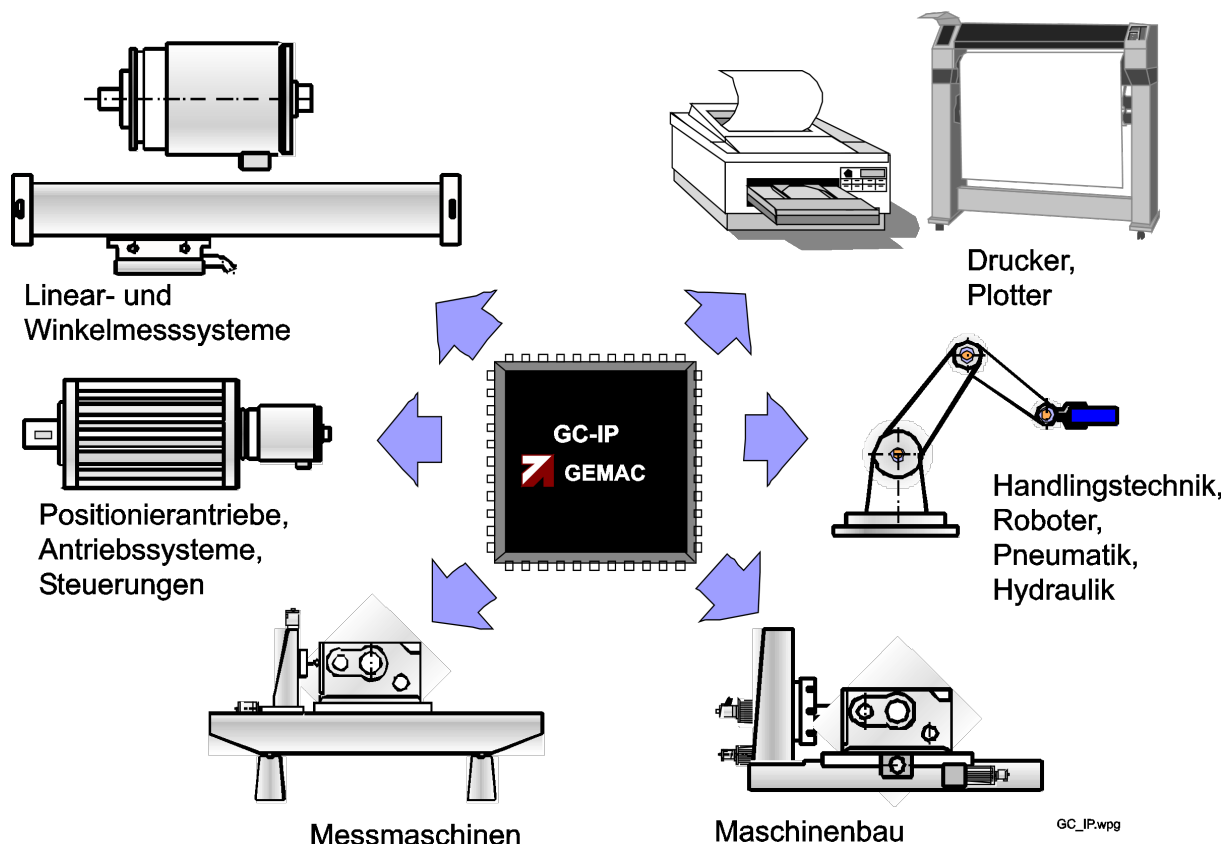 Linear- und
Winkelmesssysteme
Drucker,
Plotter
GC-IP
GEMAC
Positionierantriebe,
Antriebssysteme,
Steuerungen
Handlingstechnik,
Roboter,
Pneumatik,
Hydraulik
Messmaschinen
Maschinenbau
GC_IP.wpg